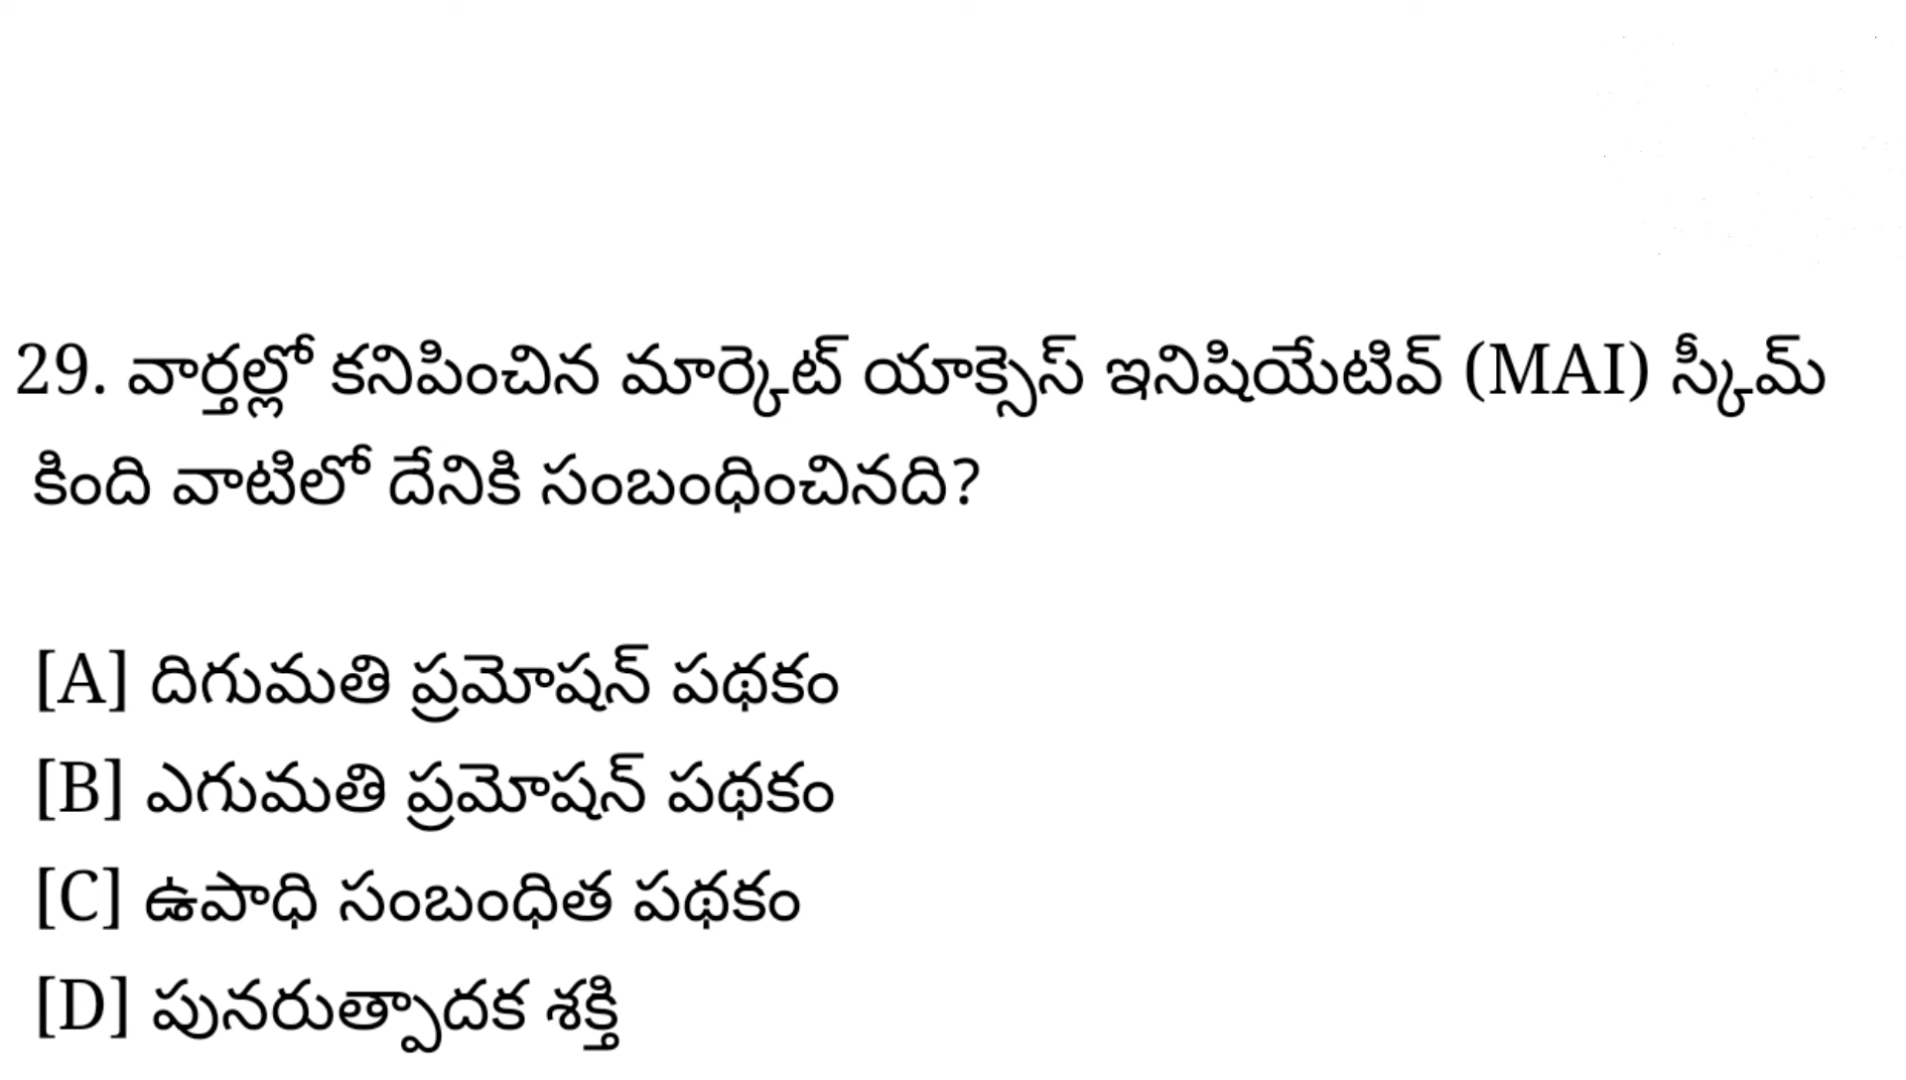 29. వార్తల్లో కనిపించిన మార్కెట్ యాక్సెస్ ఇనిషియేటివ్ (MAI) స్కీమ్
కింది వాటిలో దేనికి సంబంధించినది?
[A] దిగుమతి ప్రమోషన్ పథకం
[B] ఎగుమతి ప్రమోషన్ పథకం
[C] ఉపాధి సంబంధిత పథకం
[D] పునరుత్పాదక శక్తి